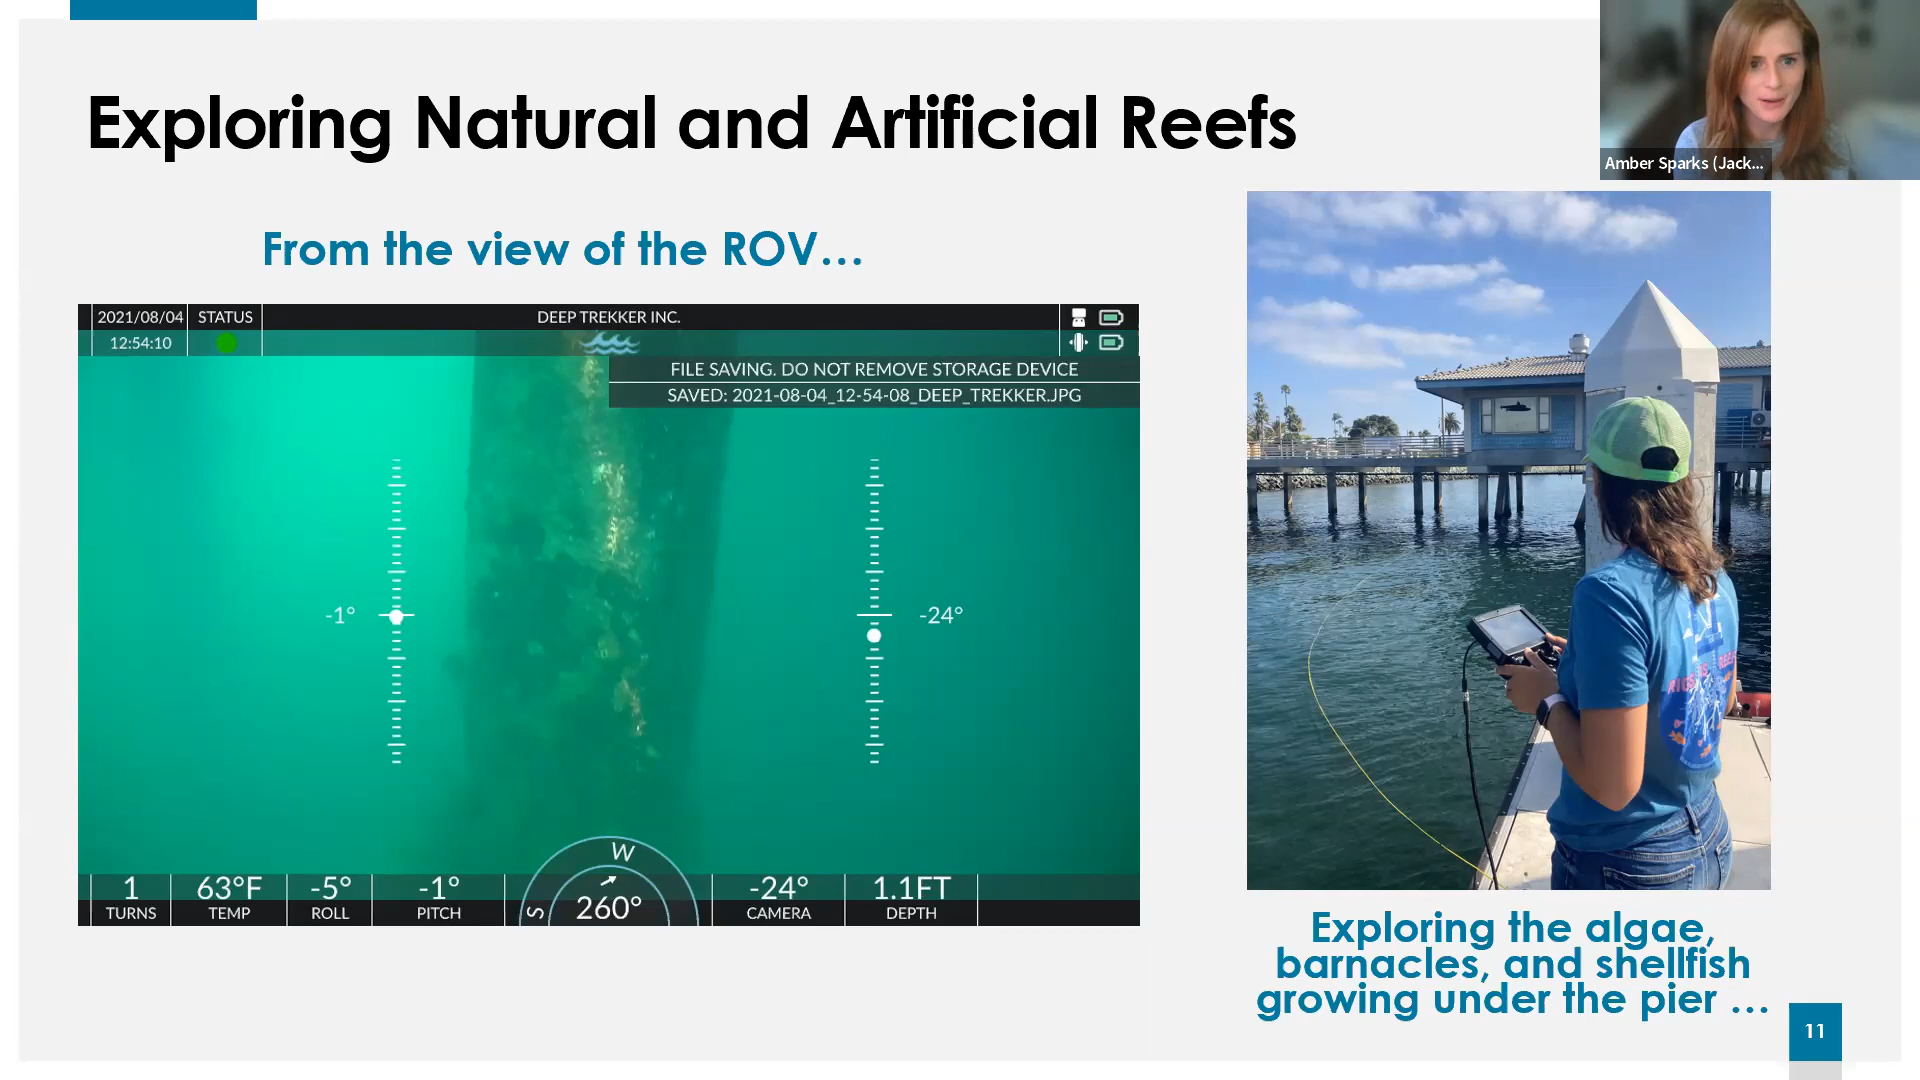 Exploring Natural and Artificial Reefs
Amber Sparks (Jack...
From the view of the ROV...
2021/08/04 STATUS
DEEP TREKKER INC.
12:54:10
FILE SAVING. DO NOT REMOVE STORAGE DEVICE
SAVED: 2021-08-04_12-54-08_DEEP_TREKKER.JPG
-1°
-24°
W
S
260°
1 63°F -5° -1° -24° 1.1FT
TURNS TEMP ROLL PITCH CAMERA DEPTH
RIGS
REEF
Exploring the algae,
barnacles, and shellfish
growing under the pier ...
11